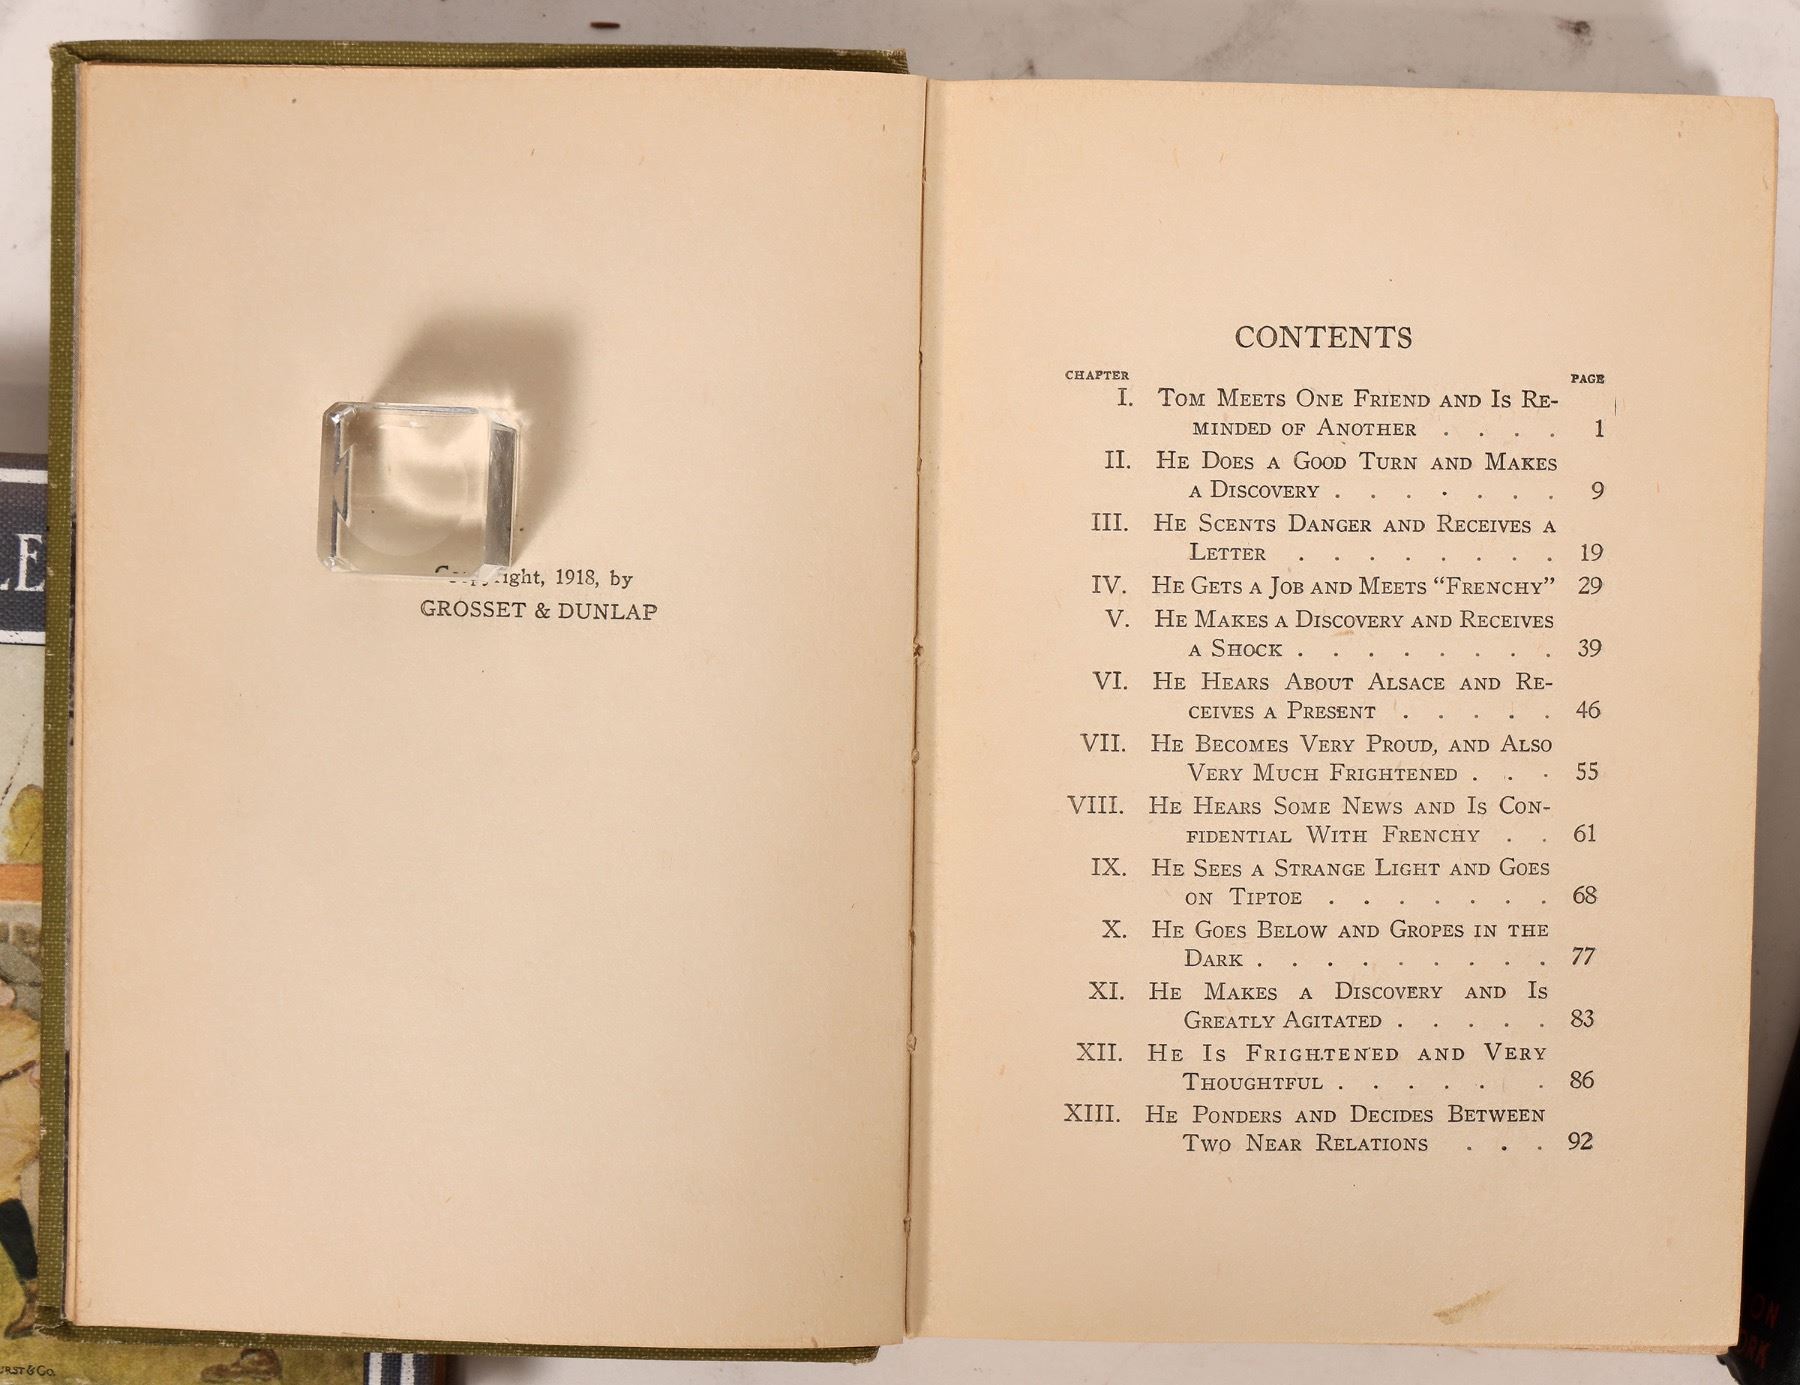 LE
URST & CO.
Copyright, 1918, by
GROSSET & DUNLAP
CONTENTS
CHAPTER PAGE
I. TOM MEETS ONE FRIEND AND IS RE-
MINDED OF ANOTHER . . . . 1
II. HE DOES A GOOD TURN AND MAKES
A DISCOVERY . . . . . . . 9
III. HE SCENTS DANGER AND RECEIVES A
LETTER . . . . . . . . 19
IV. HE GETS A JOB AND MEETS “FRENCHY” 29
V. HE MAKES A DISCOVERY AND RECEIVES
A SHOCK . . . . . . . . 39
VI. HE HEARS ABOUT ALSACE AND RE-
CEIVES A PRESENT . . . . . 46
VII. HE BECOMES VERY PROUD, AND ALSO
VERY MUCH FRIGHTENED . . . 55
VIII. HE HEARS SOME NEWS AND IS CON-
FIDENTIAL WITH FRENCHY . . 61
IX. HE SEES A STRANGE LIGHT AND GOES
ON TIPTOE . . . . . . . 68
X. HE GOES BELOW AND GROPES IN THE
DARK . . . . . . . . . 77
XI. HE MAKES A DISCOVERY AND IS
GREATLY AGITATED . . . . . 83
XII. HE IS FRIGHTENED AND VERY
THOUGHTFUL . . . . . . 86
XIII. HE PONDERS AND DECIDES BETWEEN
TWO NEAR RELATIONS . . . 92
ON
ORK